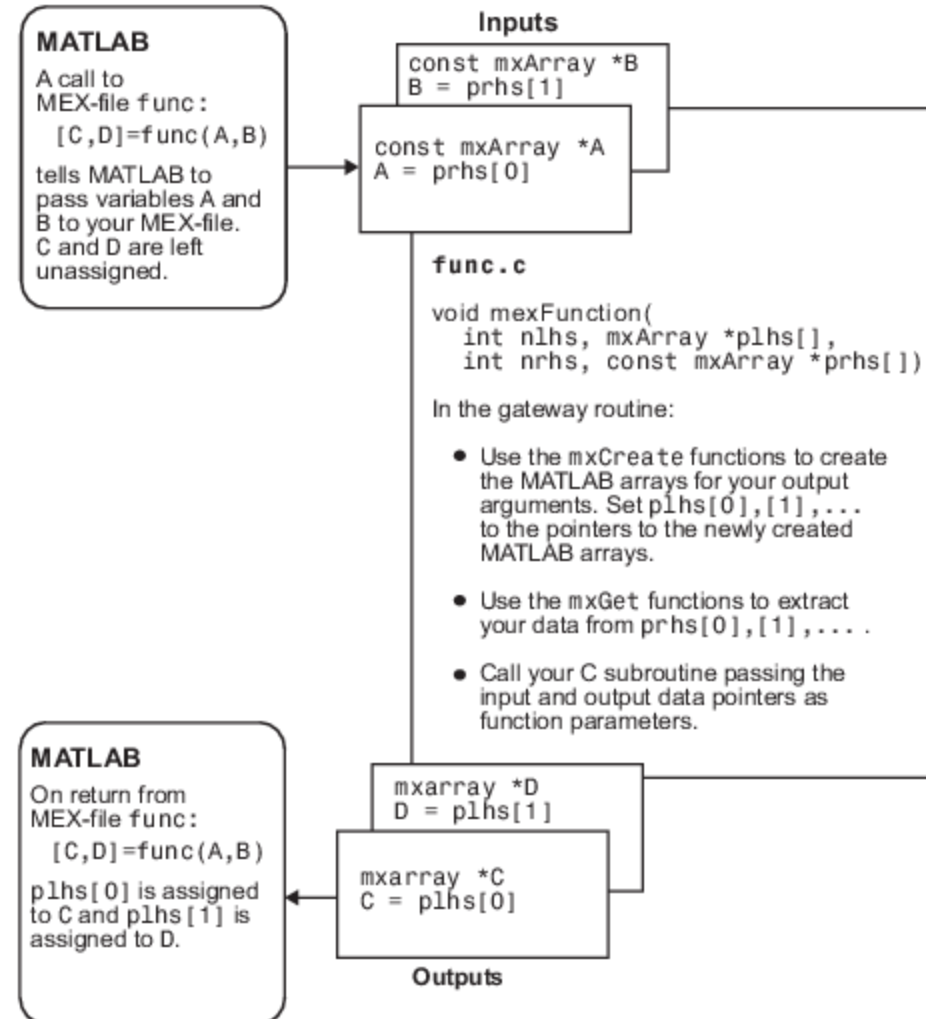 MATLAB
A call to
MEX-file func:
[C,D]=func(A,B)
tells MATLAB to
pass variables A and
B to your MEX-file.
C and D are left
unassigned.
Inputs
const mxArray *B
B = prhs[1]
const mxArray *A
A = prhs[0]
func.c
void mexFunction(
int nlhs, mxArray *plhs[],
int nrhs, const mxArray *prhs[])
In the gateway routine:
● Use the mxCreate functions to create
the MATLAB arrays for your output
arguments. Set plhs[0],[1],...
to the pointers to the newly created
MATLAB arrays.
● Use the mxGet functions to extract
your data from prhs[0],[1],... .
● Call your C subroutine passing the
input and output data pointers as
function parameters.
MATLAB
On return from
MEX-file func:
[C,D]=func(A,B)
plhs[0] is assigned
to C and plhs[1] is
assigned to D.
mxarray *D
D = plhs[1]
mxarray *C
C = plhs[0]
Outputs